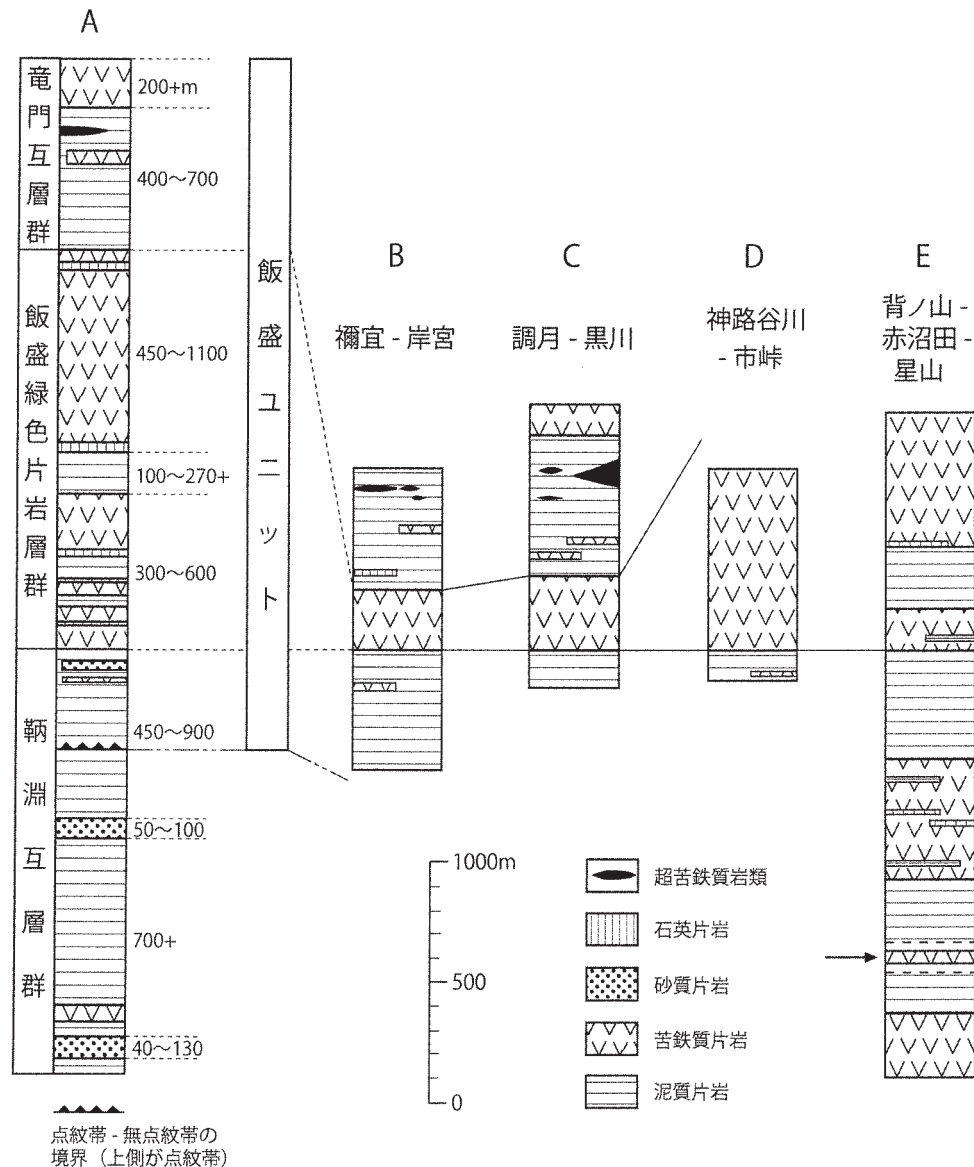 A
竜門互層群
飯盛緑色片岩層群
鞆淵互層群
200+m
400〜700
450〜1100
100〜270+
300〜600
450〜900
50〜100
700+
40〜130
飯盛ユニット
B
禰宜 - 岸宮
C
調月 - 黒川
D
神路谷川
- 市峠
E
背ノ山 -
赤沼田 -
星山
1000m
500
0
超苦鉄質岩類
石英片岩
砂質片岩
苦鉄質片岩
泥質片岩
点紋帯 - 無点紋帯の
境界（上側が点紋帯）